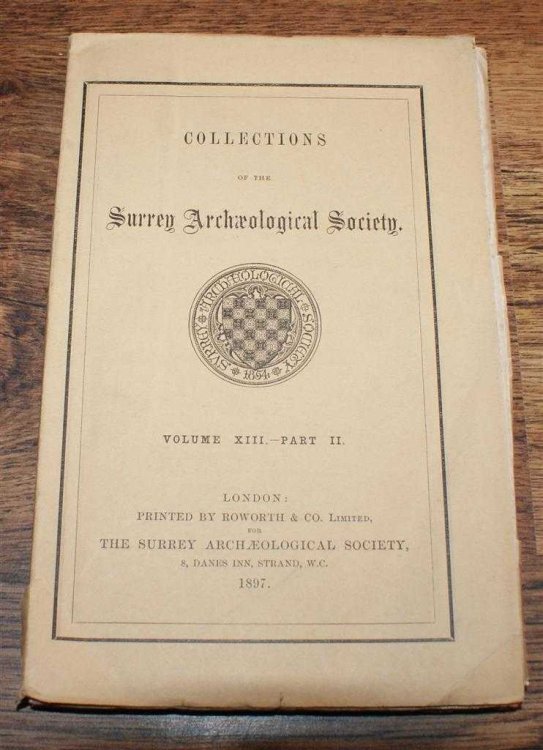 COLLECTIONS
OF THE
Surrey Archæological Society.
SVRREY ARCHÆOLOGICAL SOCIETY
1854
VOLUME XIII.—PART II.
LONDON:
PRINTED BY ROWORTH & CO. LIMITED,
FOR
THE SURREY ARCHÆOLOGICAL SOCIETY,
8, DANES INN, STRAND, W.C.
1897.